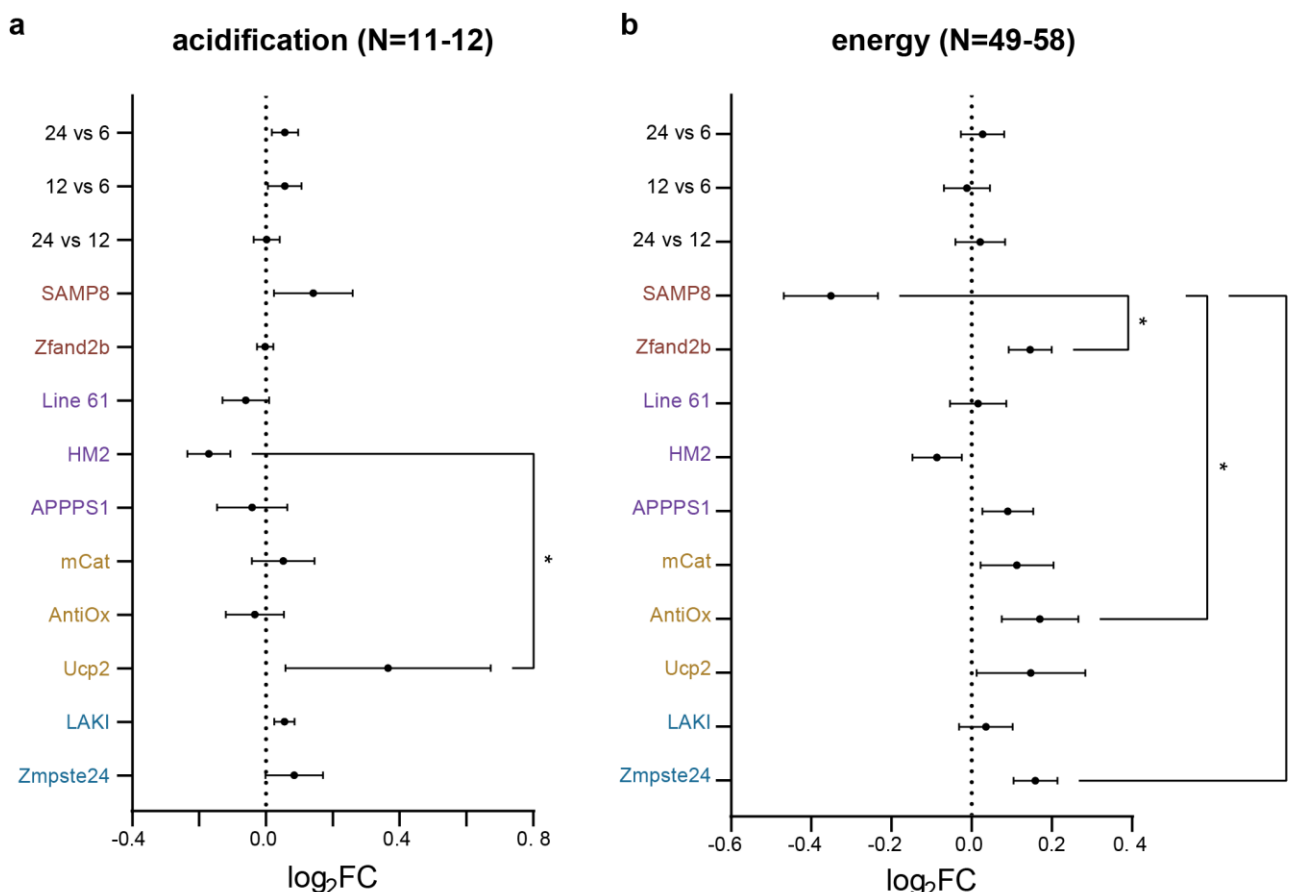 a
acidification (N=11-12)
24 vs 6
12 vs 6
24 vs 12
SAMP8
Zfand2b
Line 61
HM2
APPPS1
mCat
AntiOx
Ucp2
LAKI
Zmpste24
*
-0.4 0.0 0.4 0.8
log₂FC
b
energy (N=49-58)
24 vs 6
12 vs 6
24 vs 12
SAMP8
Zfand2b
Line 61
HM2
APPPS1
mCat
AntiOx
Ucp2
LAKI
Zmpste24
*
*
-0.6 -0.4 -0.2 0.0 0.2 0.4
log₂FC